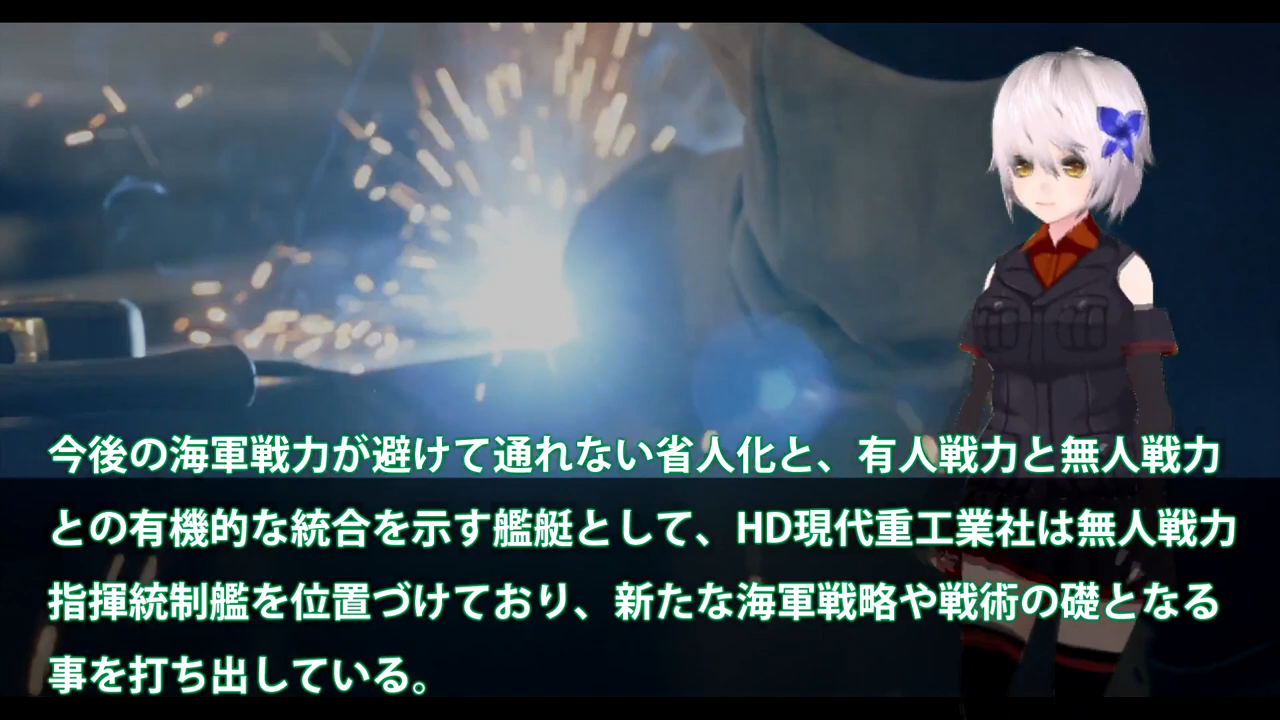 今後の海軍戦力が避けて通れない省人化と、有人戦力と無人戦力
との有機的な統合を示す艦艇として、HD現代重工業社は無人戦力
指揮統制艦を位置づけており、新たな海軍戦略や戦術の礎となる
事を打ち出している。